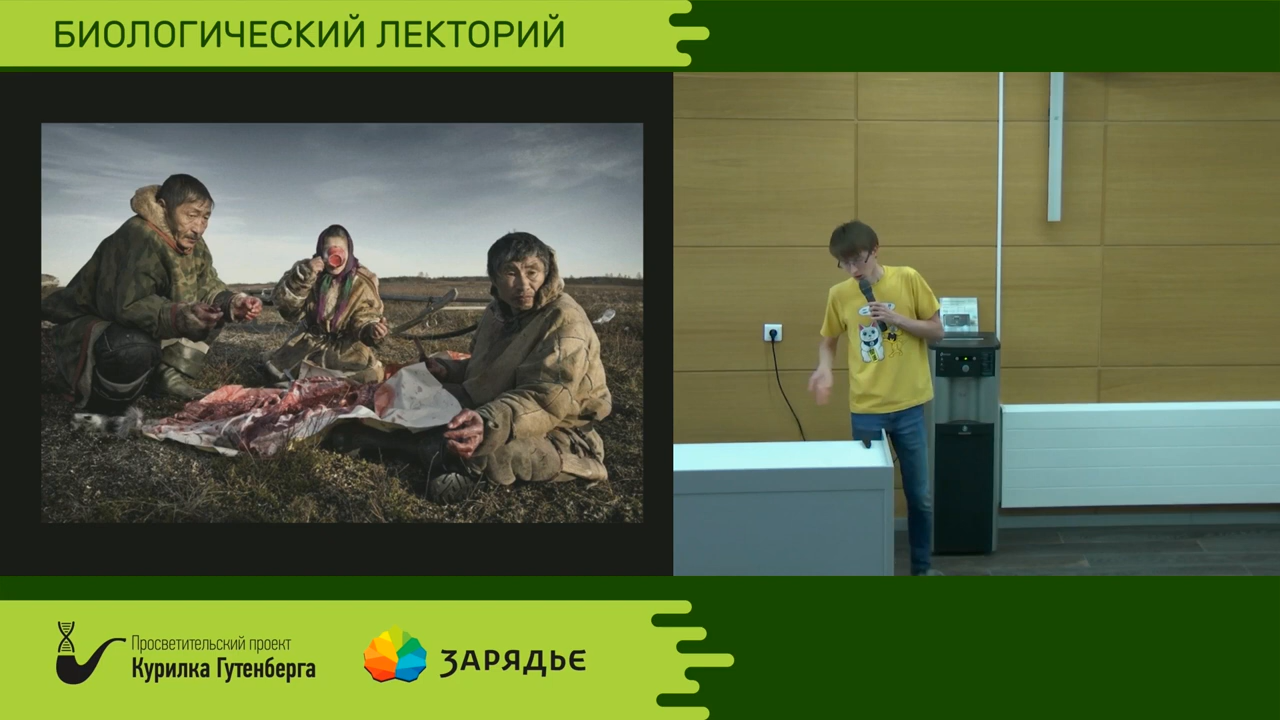 БИОЛОГИЧЕСКИЙ ЛЕКТОРИЙ
Просветительский проект
Курилка Гутенберга
ЗАРЯДЬЕ